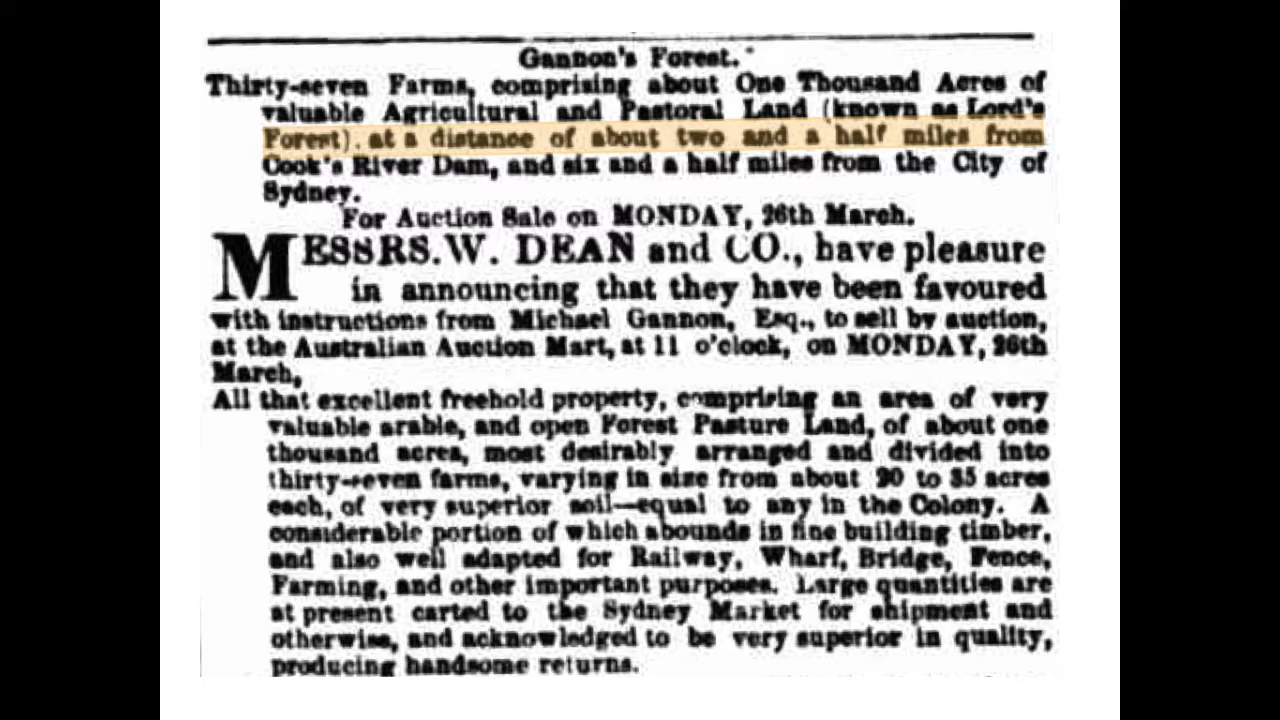 Gannon's Forest.
Thirty-seven Farms, comprising about One Thousand Acres of
valuable Agricultural and Pastoral Land (known as Lord's
Forest). at a distance of about two and a half miles from
Cook's River Dam, and six and a half miles from the City of
Sydney.
For Auction Sale on MONDAY, 26th March.
MESSRS. W. DEAN and CO., have pleasure
in announcing that they have been favoured
with instructions from Michael Gannon, Esq., to sell by auction,
at the Australian Auction Mart, at 11 o'clock, on MONDAY, 26th
March,
All that excellent freehold property, comprising an area of very
valuable arable, and open Forest Pasture Land, of about one
thousand acres, most desirably arranged and divided into
thirty-seven farms, varying in size from about 20 to 35 acres
each, of very superior soil—equal to any in the Colony. A
considerable portion of which abounds in fine building timber,
and also well adapted for Railway, Wharf, Bridge, Fence,
Farming, and other important purposes. Large quantities are
at present carted to the Sydney Market for shipment and
otherwise, and acknowledged to be very superior in quality,
producing handsome returns.